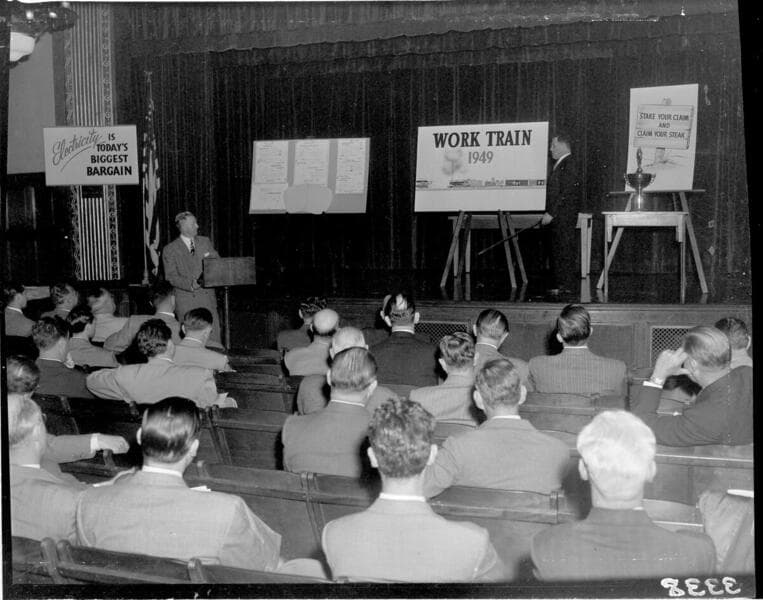 Electricity IS
TODAY'S
BIGGEST
BARGAIN
WORK TRAIN
1949
STAKE YOUR CLAIM
AND
CLAIM YOUR STEAK
3338